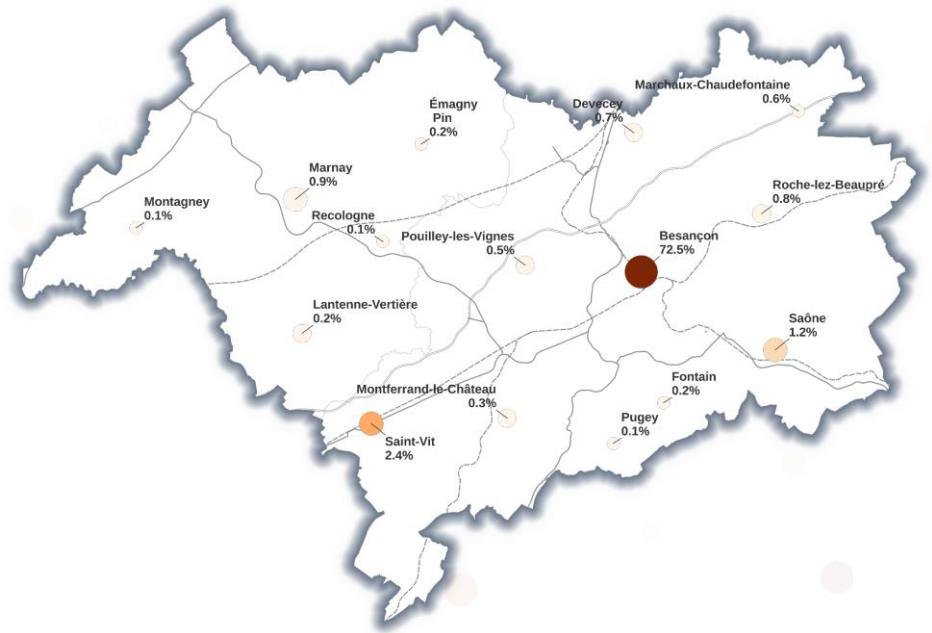 Marchaux-Chaudefontaine
0.6%
Émagny
Pin
0.2%
Devecey
0.7%
Marnay
0.9%
Roche-lez-Beaupré
0.8%
Montagney
0.1%
Recologne
0.1%
Pouilley-les-Vignes
0.5%
Besançon
72.5%
Lantenne-Vertière
0.2%
Saône
1.2%
Montferrand-le-Château
0.3%
Fontain
0.2%
Pugey
0.1%
Saint-Vit
2.4%